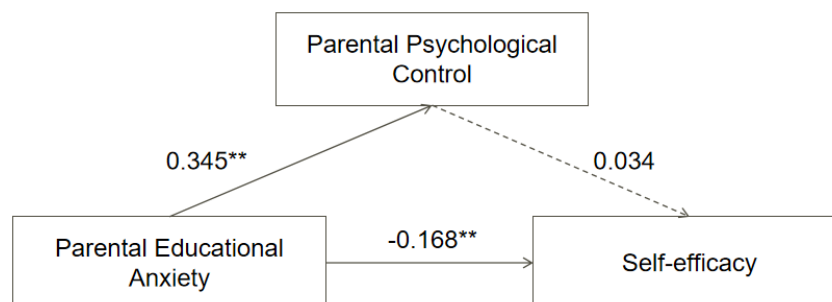 Parental Psychological
Control
0.345**
0.034
Parental Educational
Anxiety
-0.168**
Self-efficacy